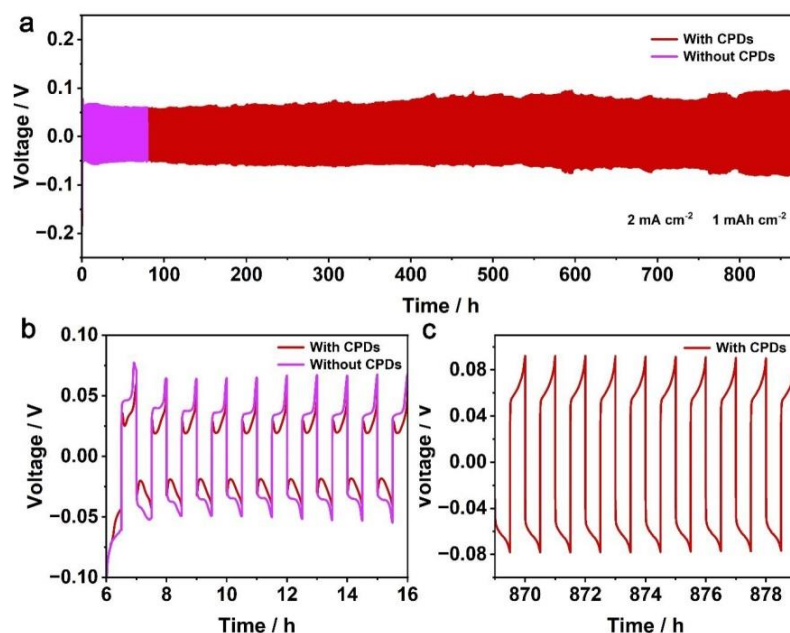 a
0.2
0.1
0.0
−0.1
−0.2
Voltage / V
With CPDs
Without CPDs
2 mA cm⁻² 1 mAh cm⁻²
0 100 200 300 400 500 600 700 800
Time / h
b
0.10
0.05
0.00
−0.05
−0.10
Voltage / V
With CPDs
Without CPDs
6 8 10 12 14 16
Time / h
c
0.08
0.04
0.00
−0.04
−0.08
Voltage / V
With CPDs
870 872 874 876 878
Time / h